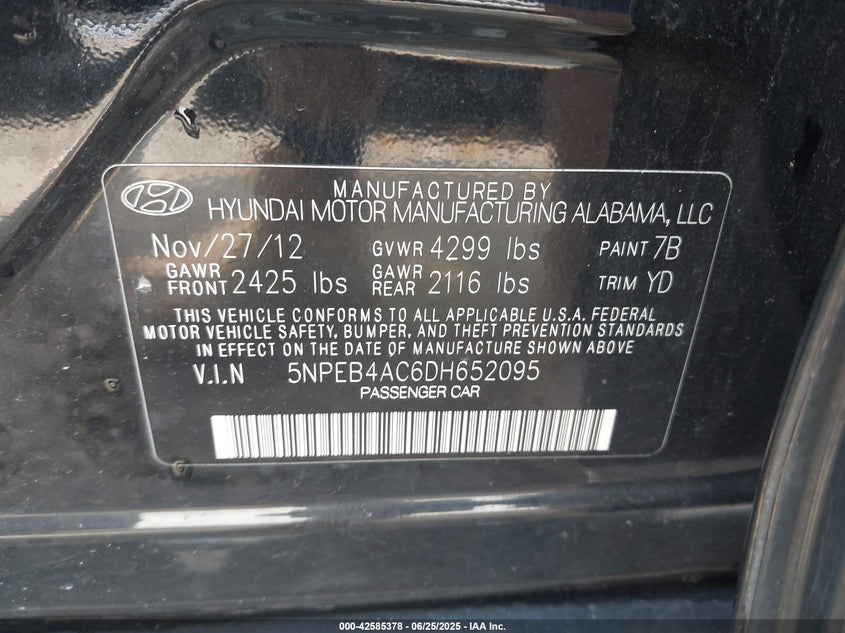 MANUFACTURED BY
HYUNDAI MOTOR MANUFACTURING ALABAMA, LLC
Nov/27/12 GVWR 4299 lbs PAINT 7B
GAWR FRONT 2425 lbs GAWR REAR 2116 lbs TRIM YD
THIS VEHICLE CONFORMS TO ALL APPLICABLE U.S.A. FEDERAL
MOTOR VEHICLE SAFETY, BUMPER, AND THEFT PREVENTION STANDARDS
IN EFFECT ON THE DATE OF MANUFACTURE SHOWN ABOVE
V.I.N 5NPEB4AC6DH652095
PASSENGER CAR
000-42585378 - 06/25/2025 - IAA Inc.